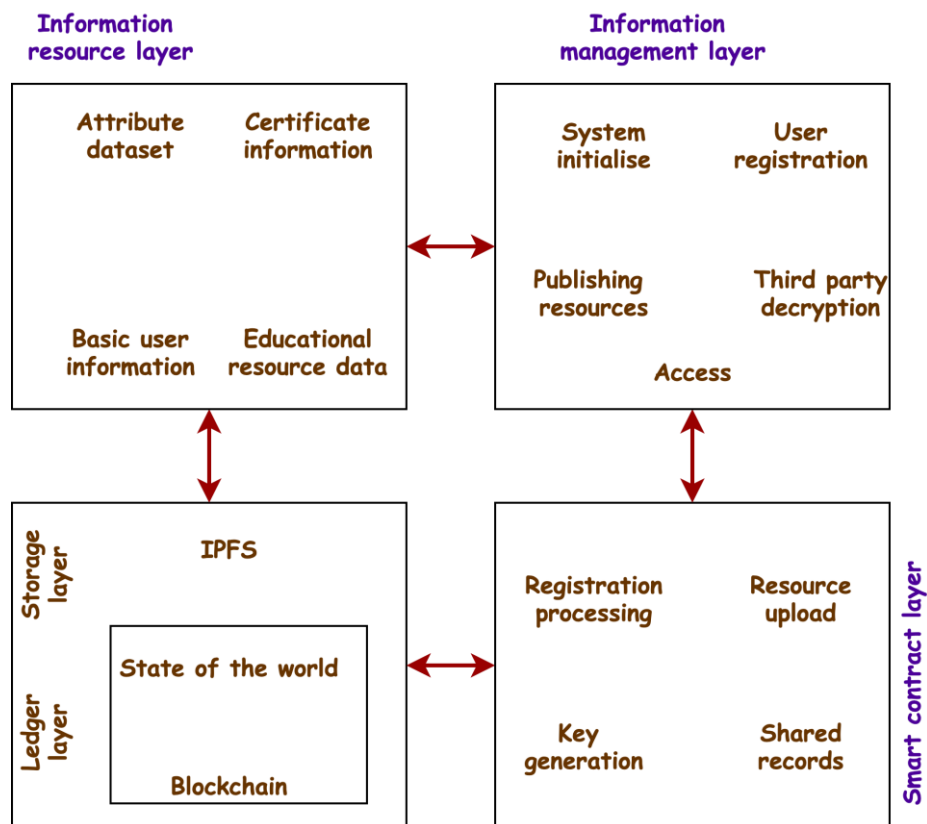 Information
resource layer
Information
management layer
Attribute
dataset
Certificate
information
Basic user
information
Educational
resource data
System
initialise
User
registration
Publishing
resources
Third party
decryption
Access
Storage
layer
IPFS
Ledger
layer
State of the world
Blockchain
Registration
processing
Resource
upload
Key
generation
Shared
records
Smart contract layer